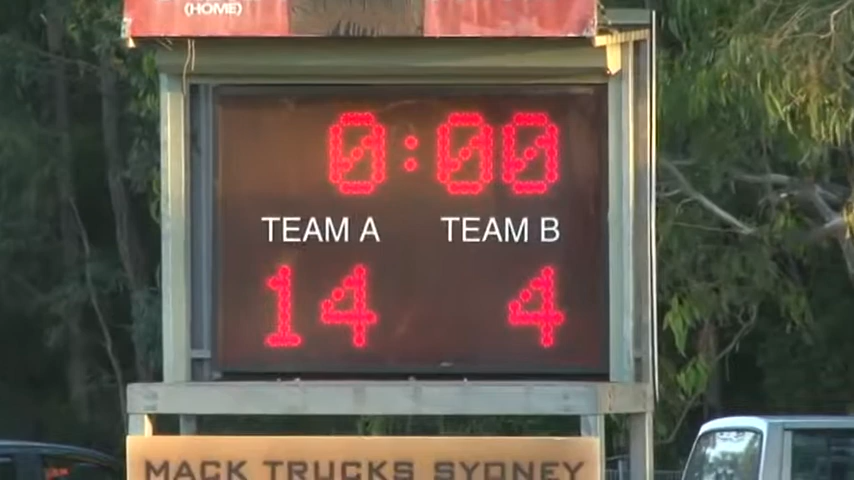 (HOME)
0:00
TEAM A TEAM B
14 4
MACK TRUCKS SYDNEY